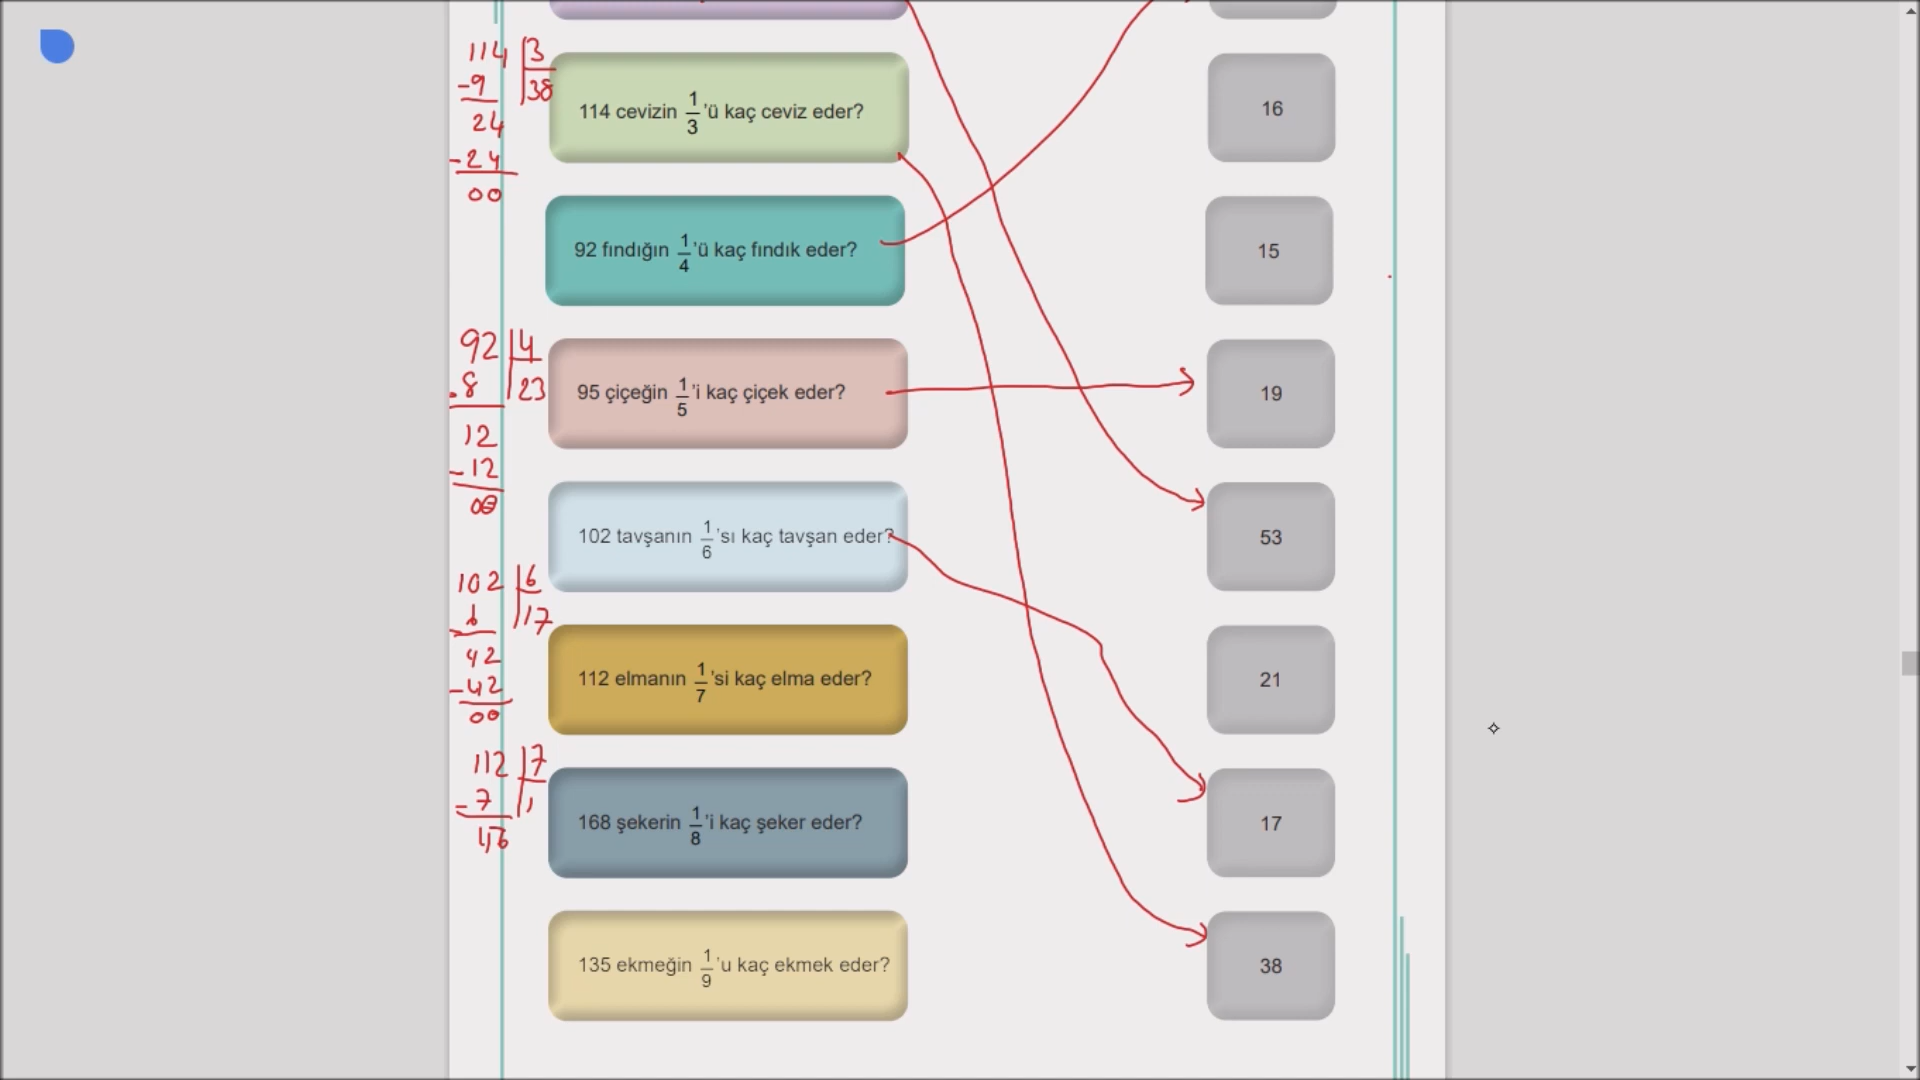 114 cevizin 1/3 'ü kaç ceviz eder?
16
92 fındığın 1/4 'ü kaç fındık eder?
15
95 çiçeğin 1/5 'i kaç çiçek eder?
19
102 tavşanın 1/6 'sı kaç tavşan eder?
53
112 elmanın 1/7 'si kaç elma eder?
21
168 şekerin 1/8 'i kaç şeker eder?
17
135 ekmeğin 1/9 'u kaç ekmek eder?
38
114 | 3
-9 | 38
24
-24
00
92 | 4
8 | 23
12
-12
00
102 | 6
-6 | 17
42
-42
00
112 | 7
-7 | 1